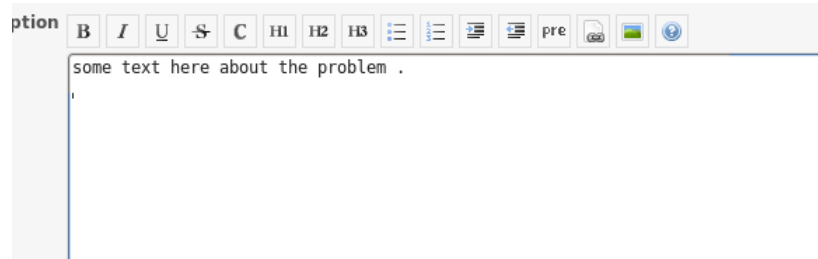 ption B I U S C H1 H2 H3 pre
some text here about the problem .
'